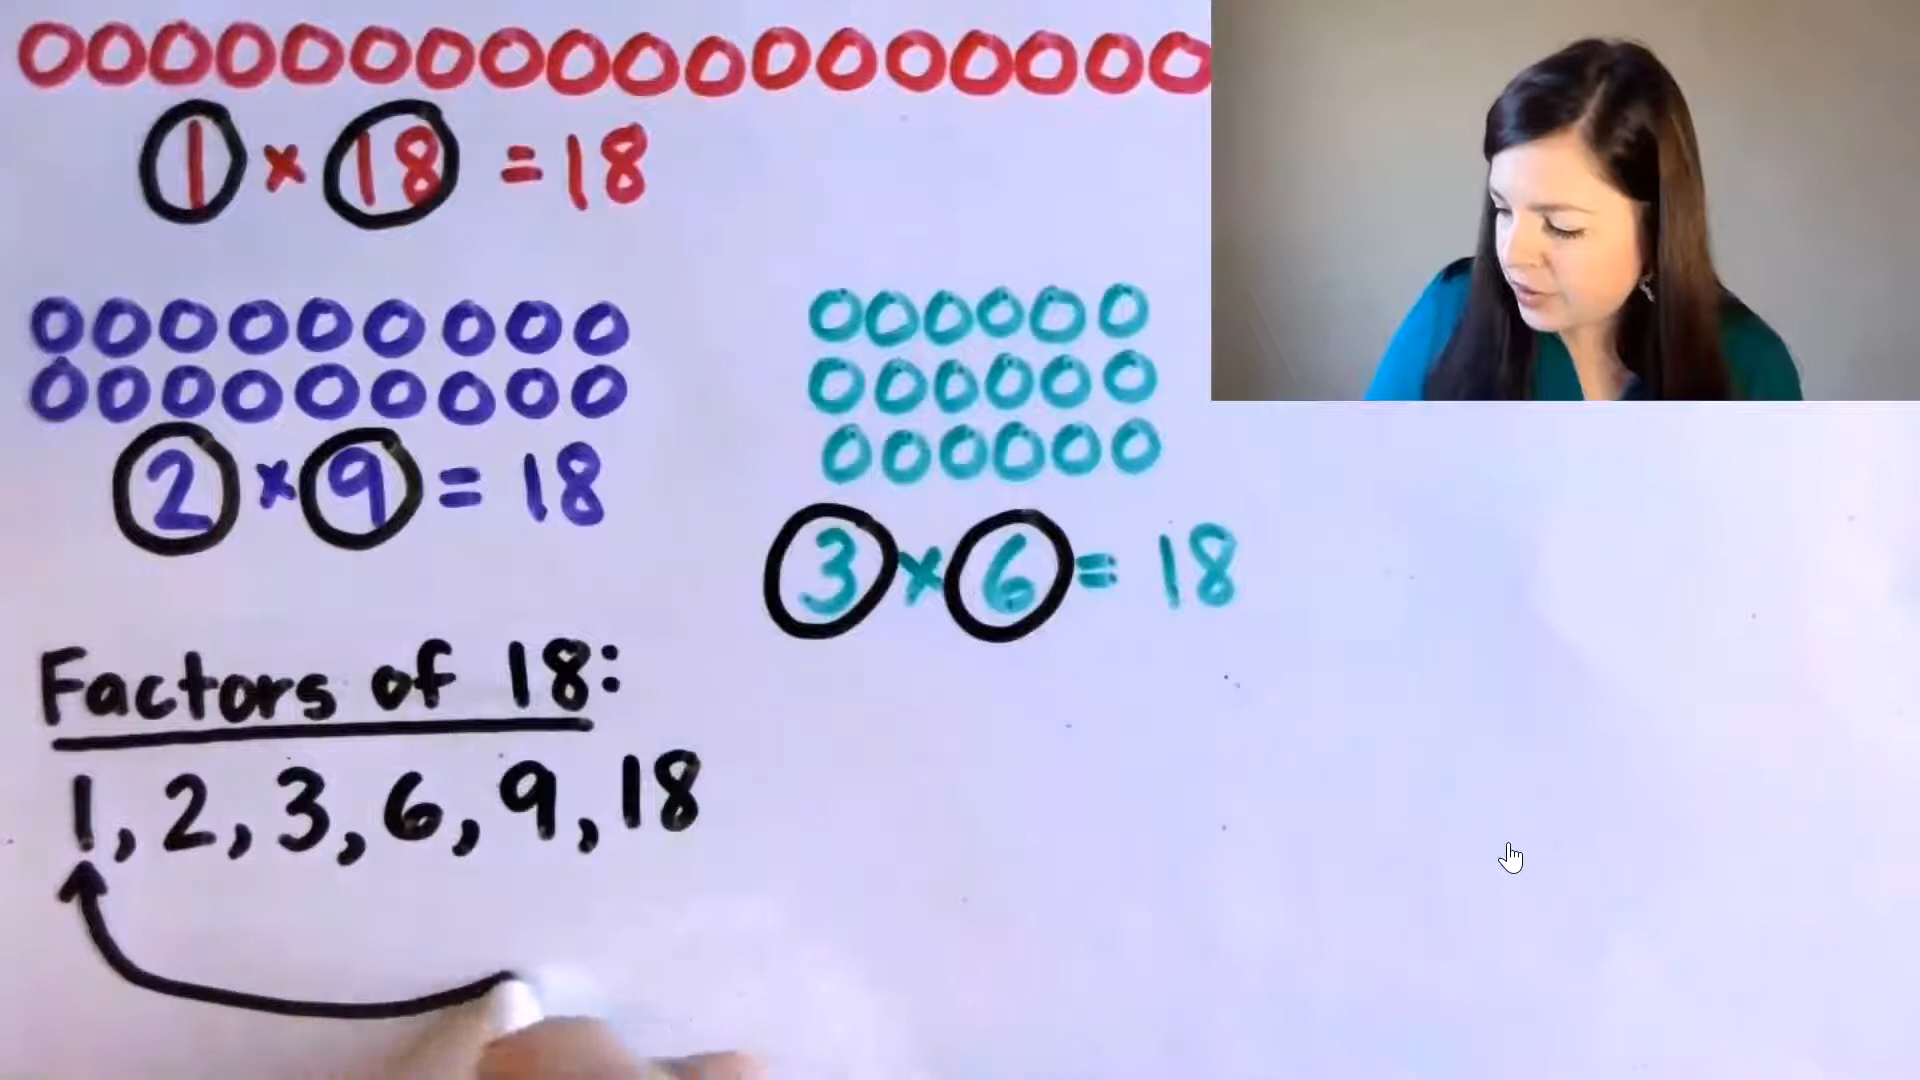 1 × 18 = 18
2 × 9 = 18
3 × 6 = 18
Factors of 18:
1, 2, 3, 6, 9, 18